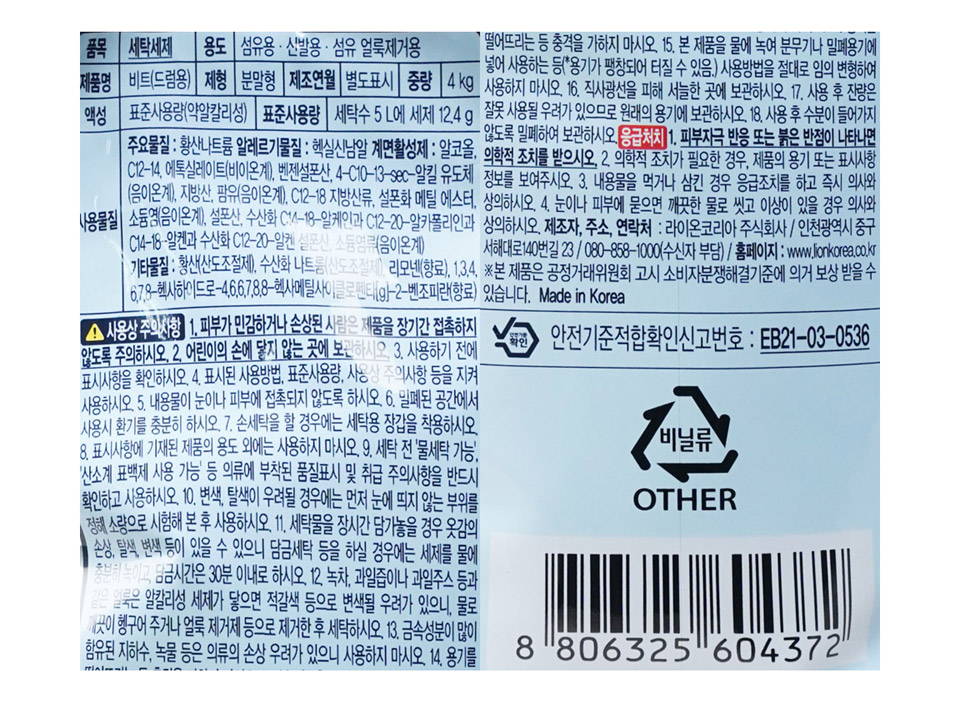 품목 세탁세제 용도 섬유용·신발용·섬유 얼룩제거용
제품명 비트(드럼용) 제형 분말형 제조연월 별도표시 중량 4 kg
액성 표준사용량(약알칼리성) 표준사용량 세탁수 5 L에 세제 12.4 g
사용물질
주요물질 : 황산나트륨 알레르기물질 : 헥실신남알 계면활성제 : 알코올,
C12-14, 에톡실레이트(비이온계), 벤젠설폰산, 4-C10-13-sec-알킬 유도체
(음이온계), 지방산, 팜유(음이온계), C12-18 지방산류, 설폰화 메틸 에스터,
소듐염(음이온계), 설폰산, 수산화 C14-18-알케인과 C12-20-알카폴리인과
C14-18-알켄과 수산화 C12-20-알켄 설폰산, 소듐염류(음이온계)
기타물질 : 황산(산도조절제), 수산화 나트륨(산도조절제), 리모넨(향료), 1,3,4,
6,7,8-헥사하이드로-4,6,6,7,8,8-헥사메틸사이클로펜타[g]-2-벤조피란(향료)
사용상 주의사항 1. 피부가 민감하거나 손상된 사람은 제품을 장기간 접촉하지
않도록 주의하시오. 2. 어린이의 손에 닿지 않는 곳에 보관하시오. 3. 사용하기 전에
표시사항을 확인하시오. 4. 표시된 사용방법, 표준사용량, 사용상 주의사항 등을 지켜
사용하시오. 5. 내용물이 눈이나 피부에 접촉되지 않도록 하시오. 6. 밀폐된 공간에서
사용시 환기를 충분히 하시오. 7. 손세탁을 할 경우에는 세탁용 장갑을 착용하시오.
8. 표시사항에 기재된 제품의 용도 외에는 사용하지 마시오. 9. 세탁 전 '물세탁 가능',
'산소계 표백제 사용 가능' 등 의류에 부착된 품질표시 및 취급 주의사항을 반드시
확인하고 사용하시오. 10. 변색, 탈색이 우려될 경우에는 먼저 눈에 띄지 않는 부위를
정해 소량으로 시험해 본 후 사용하시오. 11. 세탁물을 장시간 담가놓을 경우 옷감의
손상, 탈색, 변색 등이 있을 수 있으니 담금세탁 등을 하실 경우에는 세제를 물에
충분히 녹이고, 담금시간은 30분 이내로 하시오. 12. 녹차, 과일즙이나 과일주스 등과
같은 얼룩은 알칼리성 세제가 닿으면 적갈색 등으로 변색될 우려가 있으니, 물로
깨끗이 헹구어 주거나 얼룩 제거제 등으로 제거한 후 세탁하시오. 13. 금속성분이 많이
함유된 지하수, 녹물 등은 의류의 손상 우려가 있으니 사용하지 마시오. 14. 용기를
떨어뜨리는 등 충격을 가하지 마시오. 15. 본 제품을 물에 녹여 분무기나 밀폐용기에
넣어 사용하는 등(*용기가 팽창되어 터질 수 있음.) 사용방법을 절대로 임의 변형하여
사용하지 마시오. 16. 직사광선을 피해 서늘한 곳에 보관하시오. 17. 사용 후 잔량은
잘못 사용될 우려가 있으므로 원래의 용기에 보관하시오. 18. 사용 후 수분이 들어가지
않도록 밀폐하여 보관하시오. 응급처치 1. 피부자극 반응 또는 붉은 반점이 나타나면
의학적 조치를 받으시오. 2. 의학적 조치가 필요한 경우, 제품의 용기 또는 표시사항
정보를 보여주시오. 3. 내용물을 먹거나 삼킨 경우 응급조치를 하고 즉시 의사와
상의하시오. 4. 눈이나 피부에 묻으면 깨끗한 물로 씻고 이상이 있을 경우 의사와
상의하시오. 제조자, 주소, 연락처 : 라이온코리아 주식회사 / 인천광역시 중구
서해대로140번길 23 / 080-858-1000(수신자 부담) / 홈페이지 : www.lionkorea.co.kr
※본 제품은 공정거래위원회 고시 소비자분쟁해결기준에 의거 보상 받을 수
있습니다. Made in Korea
안전기준 확인 안전기준적합확인신고번호 : EB21-03-0536
비닐류
OTHER
8 806325 604372